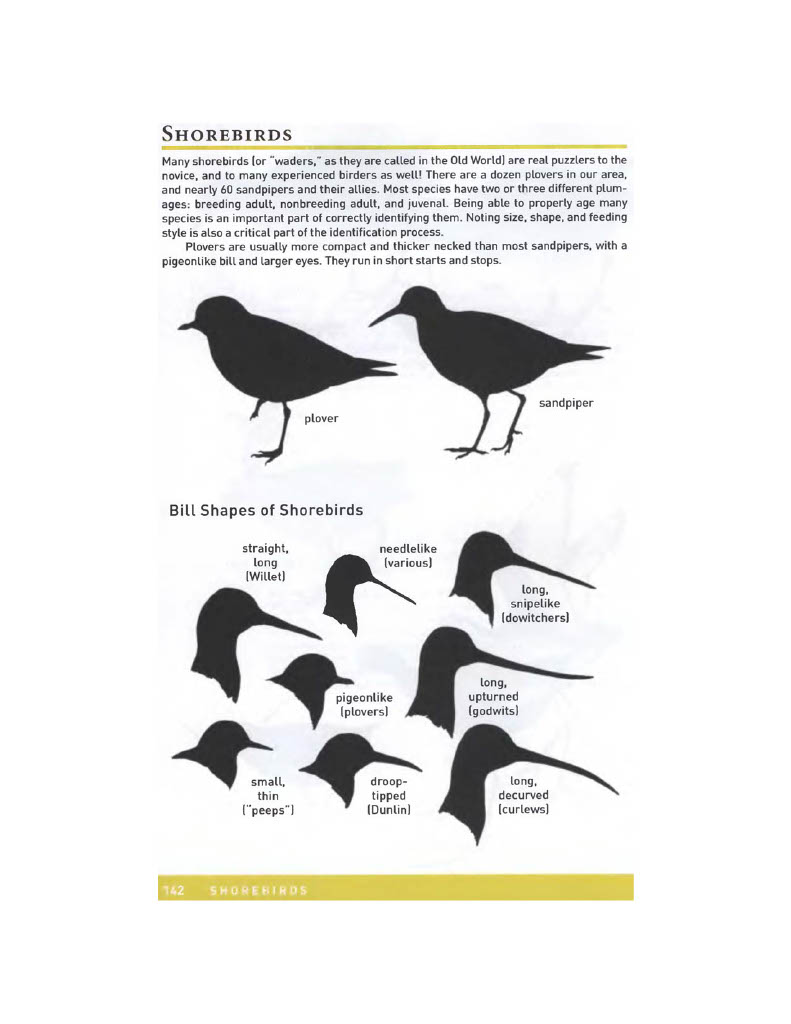 SHOREBIRDS
Many shorebirds (or "waders," as they are called in the Old World) are real puzzlers to the
novice, and to many experienced birders as well! There are a dozen plovers in our area,
and nearly 60 sandpipers and their allies. Most species have two or three different plum-
ages: breeding adult, nonbreeding adult, and juvenal. Being able to properly age many
species is an important part of correctly identifying them. Noting size, shape, and feeding
style is also a critical part of the identification process.
Plovers are usually more compact and thicker necked than most sandpipers, with a
pigeonlike bill and larger eyes. They run in short starts and stops.
plover
sandpiper
Bill Shapes of Shorebirds
straight,
long
(Willet)
needlelike
(various)
long,
snipelike
(dowitchers)
pigeonlike
(plovers)
long,
upturned
(godwits)
small,
thin
("peeps")
droop-
tipped
(Dunlin)
long,
decurved
(curlews)
142 SHOREBIRDS